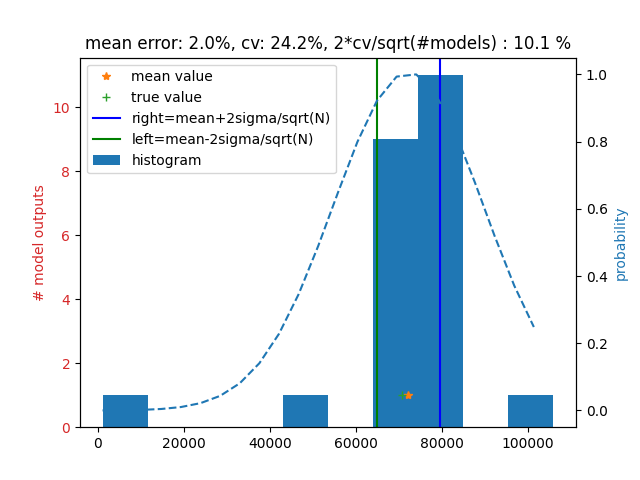 mean error: 2.0%, cv: 24.2%, 2*cv/sqrt(#models) : 10.1 %
mean value
true value
right=mean+2sigma/sqrt(N)
left=mean-2sigma/sqrt(N)
histogram
# model outputs
10
8
6
4
2
0
1.0
0.8
0.6
0.4
0.2
0.0
probability
0 20000 40000 60000 80000 100000